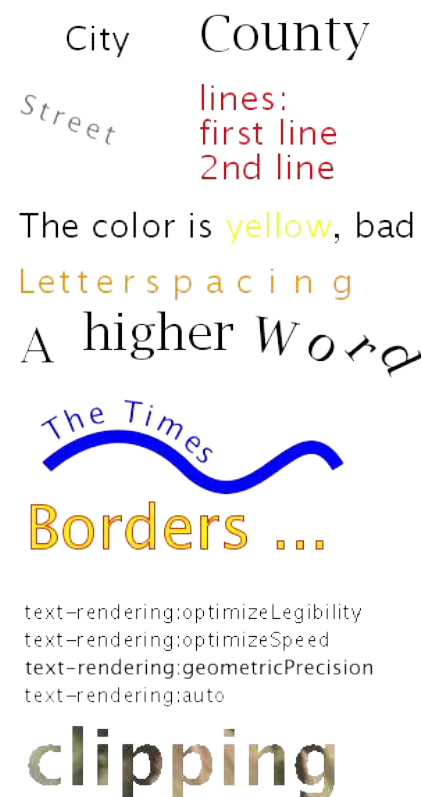 City County
Street
lines:
first line
2nd line
The color is yellow, bad
Letterspacing
A higher Word
The Times
Borders ...
text-rendering:optimizeLegibility
text-rendering:optimizeSpeed
text-rendering:geometricPrecision
text-rendering:auto
clipping